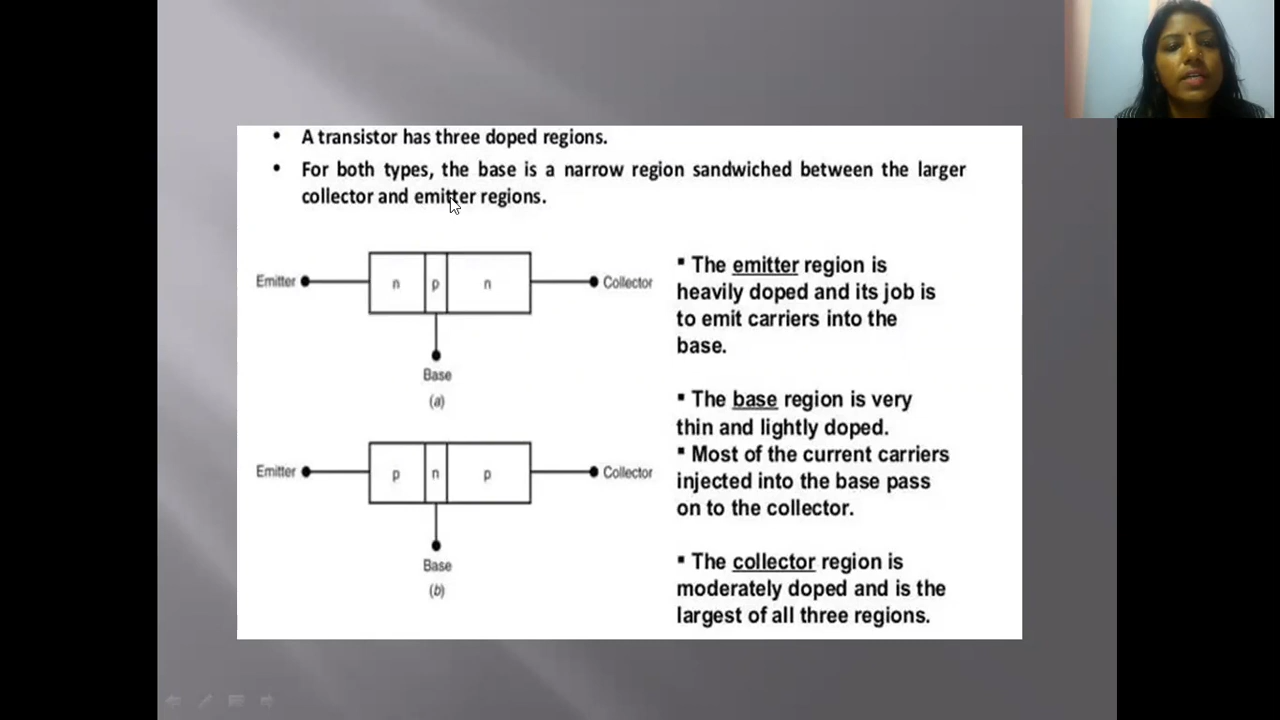 • A transistor has three doped regions.
• For both types, the base is a narrow region sandwiched between the larger
collector and emitter regions.
Emitter n p n Collector
Base
(a)
Emitter p n p Collector
Base
(b)
▪ The emitter region is
heavily doped and its job is
to emit carriers into the
base.
▪ The base region is very
thin and lightly doped.
▪ Most of the current carriers
injected into the base pass
on to the collector.
▪ The collector region is
moderately doped and is the
largest of all three regions.